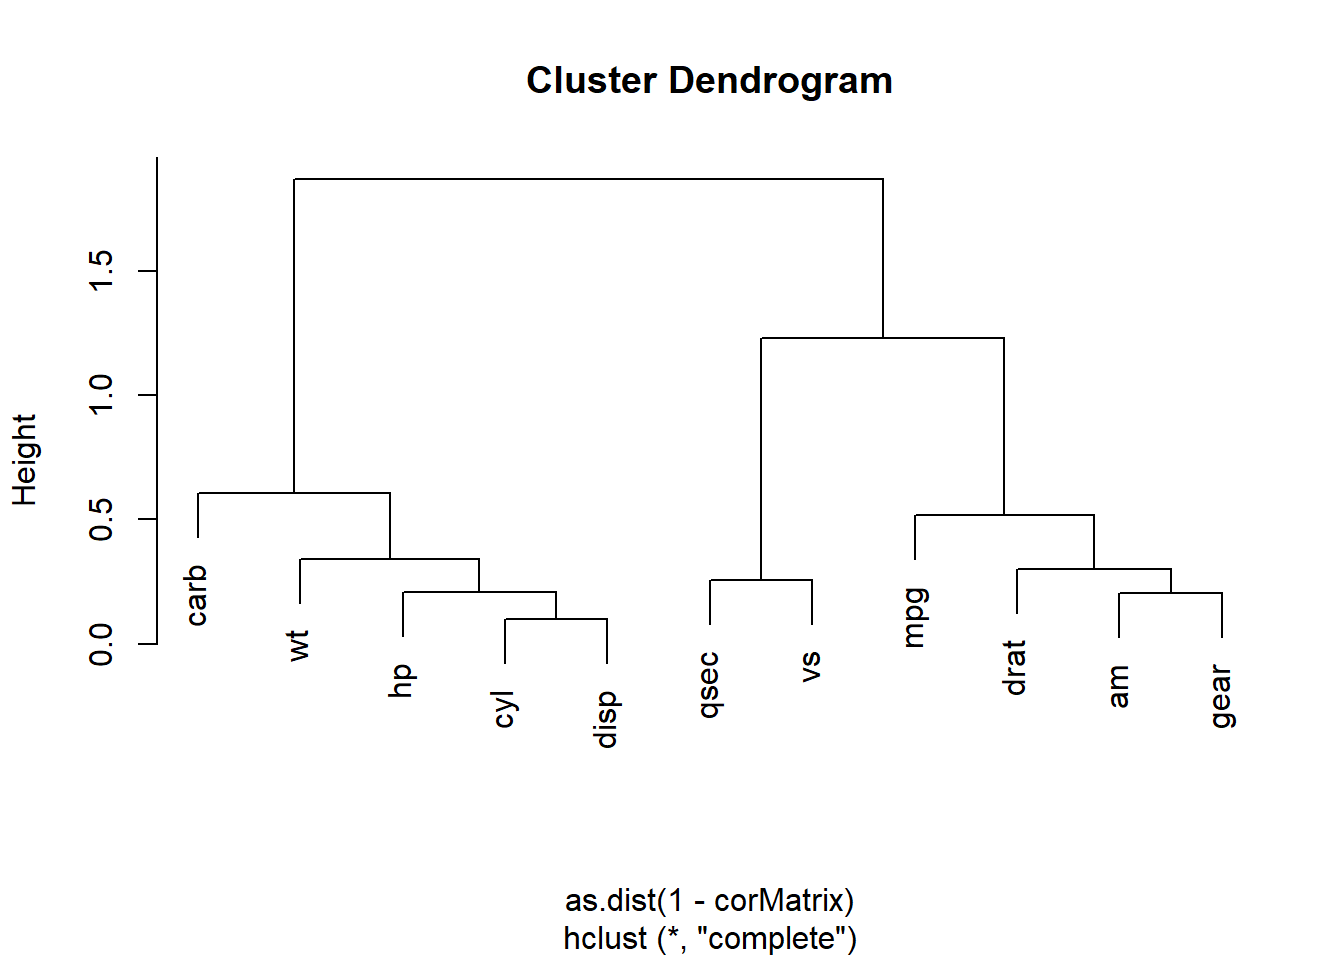 Cluster Dendrogram
Height
1.5
1.0
0.5
0.0
carb
wt
hp
cyl
disp
qsec
vs
mpg
drat
am
gear
as.dist(1 - corMatrix)
hclust (*, "complete")